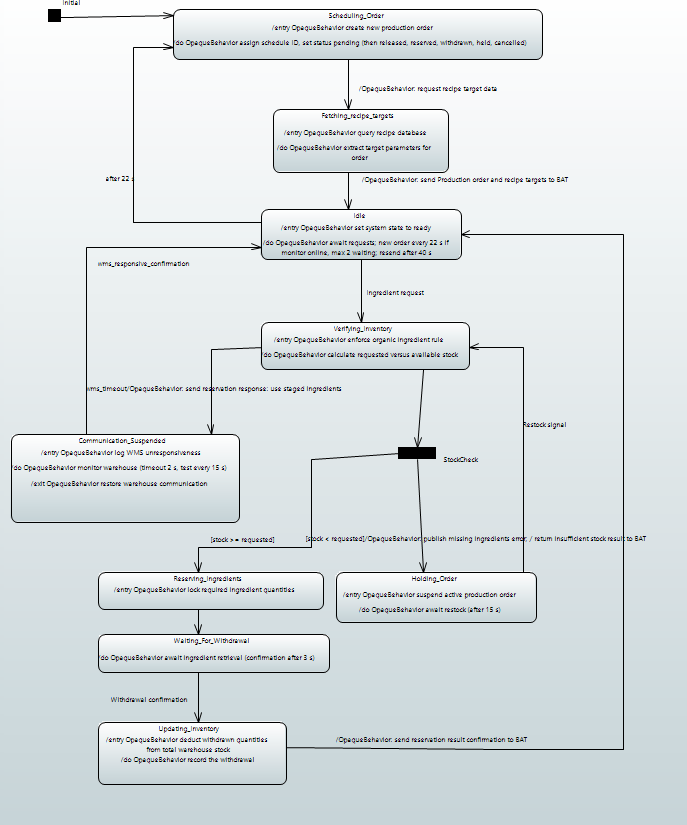 Initial
Scheduling_Order
/entry OpaqueBehavior create new production order
/do OpaqueBehavior assign schedule ID, set status pending (then released, reserved, withdrawn, held, cancelled)
/OpaqueBehavior: request recipe target data
Fetching_recipe_targets
/entry OpaqueBehavior query recipe database
/do OpaqueBehavior extract target parameters for
order
after 22 s
/OpaqueBehavior: send Production order and recipe targets to BAT
Idle
/entry OpaqueBehavior set system state to ready
/do OpaqueBehavior await requests; new order every 22 s if
monitor online, max 2 waiting; resend after 40 s
wms_responsive_confirmation
Ingredient request
Verifying_Inventory
/entry OpaqueBehavior enforce organic ingredient rule
/do OpaqueBehavior calculate requested versus available stock
wms_timeout/OpaqueBehavior: send reservation response: use staged ingredients
Restock signal
Communication_Suspended
/entry OpaqueBehavior log WMS unresponsiveness
/do OpaqueBehavior monitor warehouse (timeout 2 s, test every 15 s)
/exit OpaqueBehavior restore warehouse communication
StockCheck
[stock >= requested]
[stock < requested]/OpaqueBehavior: publish missing ingredients error; / return insufficient stock result to BAT
Reserving_Ingredients
/entry OpaqueBehavior lock required ingredient quantities
Holding_Order
/entry OpaqueBehavior suspend active production order
/do OpaqueBehavior await restock (after 15 s)
Waiting_For_Withdrawal
/do OpaqueBehavior await ingredient retrieval (confirmation after 3 s)
Withdrawal confirmation
Updating_Inventory
/entry OpaqueBehavior deduct withdrawn quantities
from total warehouse stock
/do OpaqueBehavior record the withdrawal
/OpaqueBehavior: send reservation result confirmation to BAT